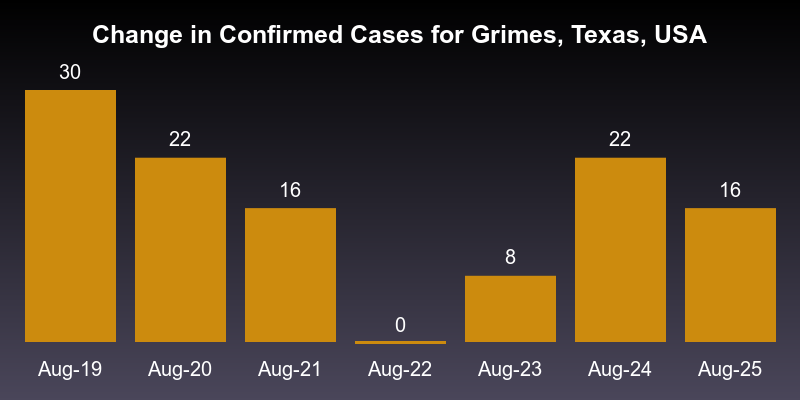 Change in Confirmed Cases for Grimes, Texas, USA
30
22
16
0
8
22
16
Aug-19
Aug-20
Aug-21
Aug-22
Aug-23
Aug-24
Aug-25